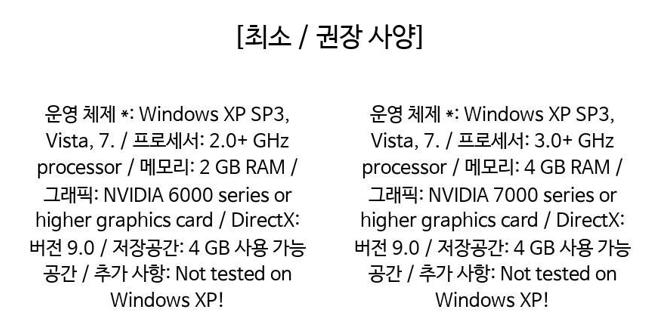 [최소 / 권장 사양]
운영 체제 *: Windows XP SP3,
Vista, 7. / 프로세서: 2.0+ GHz
processor / 메모리: 2 GB RAM /
그래픽: NVIDIA 6000 series or
higher graphics card / DirectX:
버전 9.0 / 저장공간: 4 GB 사용 가능
공간 / 추가 사항: Not tested on
Windows XP!
운영 체제 *: Windows XP SP3,
Vista, 7. / 프로세서: 3.0+ GHz
processor / 메모리: 4 GB RAM /
그래픽: NVIDIA 7000 series or
higher graphics card / DirectX:
버전 9.0 / 저장공간: 4 GB 사용 가능
공간 / 추가 사항: Not tested on
Windows XP!